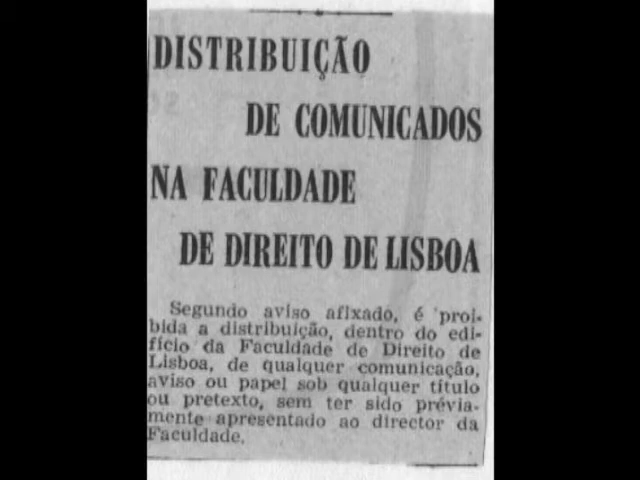 DISTRIBUIÇÃO
DE COMUNICADOS
NA FACULDADE
DE DIREITO DE LISBOA
Segundo aviso afixado, é proi-
bida a distribuição, dentro do edi-
fício da Faculdade de Direito de
Lisboa, de qualquer comunicação,
aviso ou papel sob qualquer título
ou pretexto, sem ter sido prévia-
mente apresentado ao director da
Faculdade.